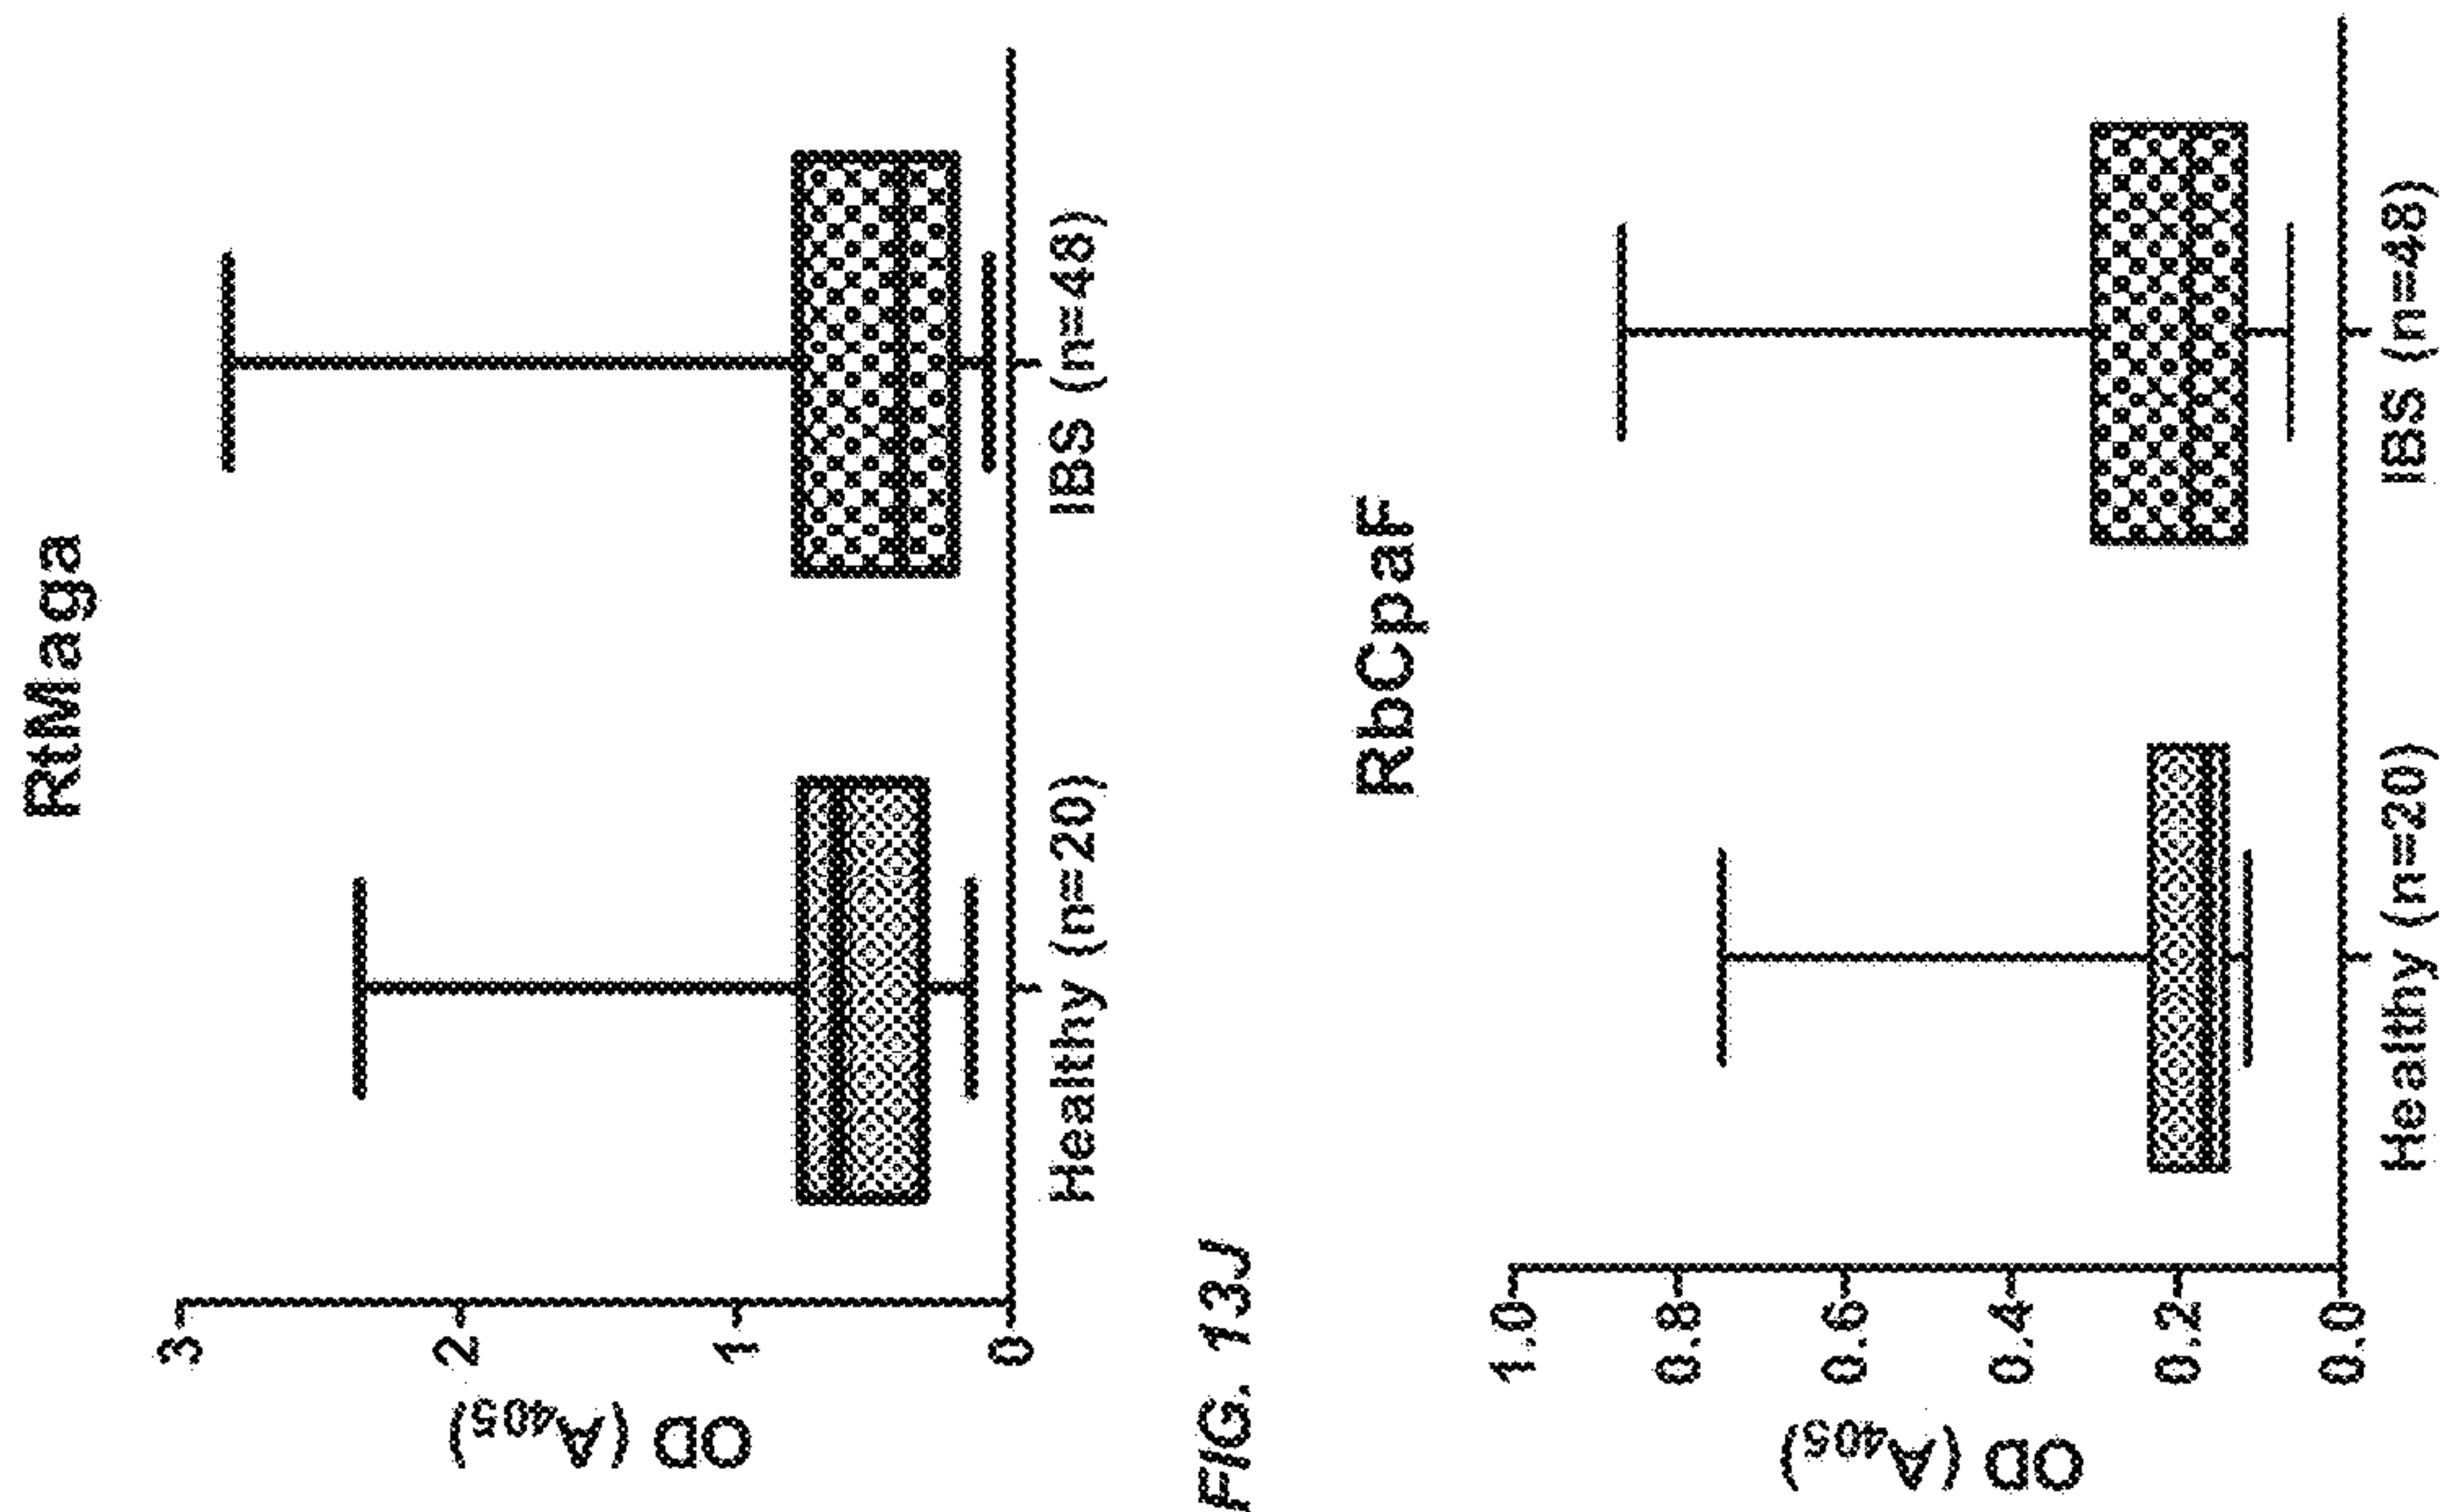 RtMaga
3
2
1
0
OD (A405)
Healthy (n=20)
IBS (n=48)
FIG. 13J
RbCpaF
1.0
0.8
0.6
0.4
0.2
0.0
OD (A405)
Healthy (n=20)
IBS (n=48)